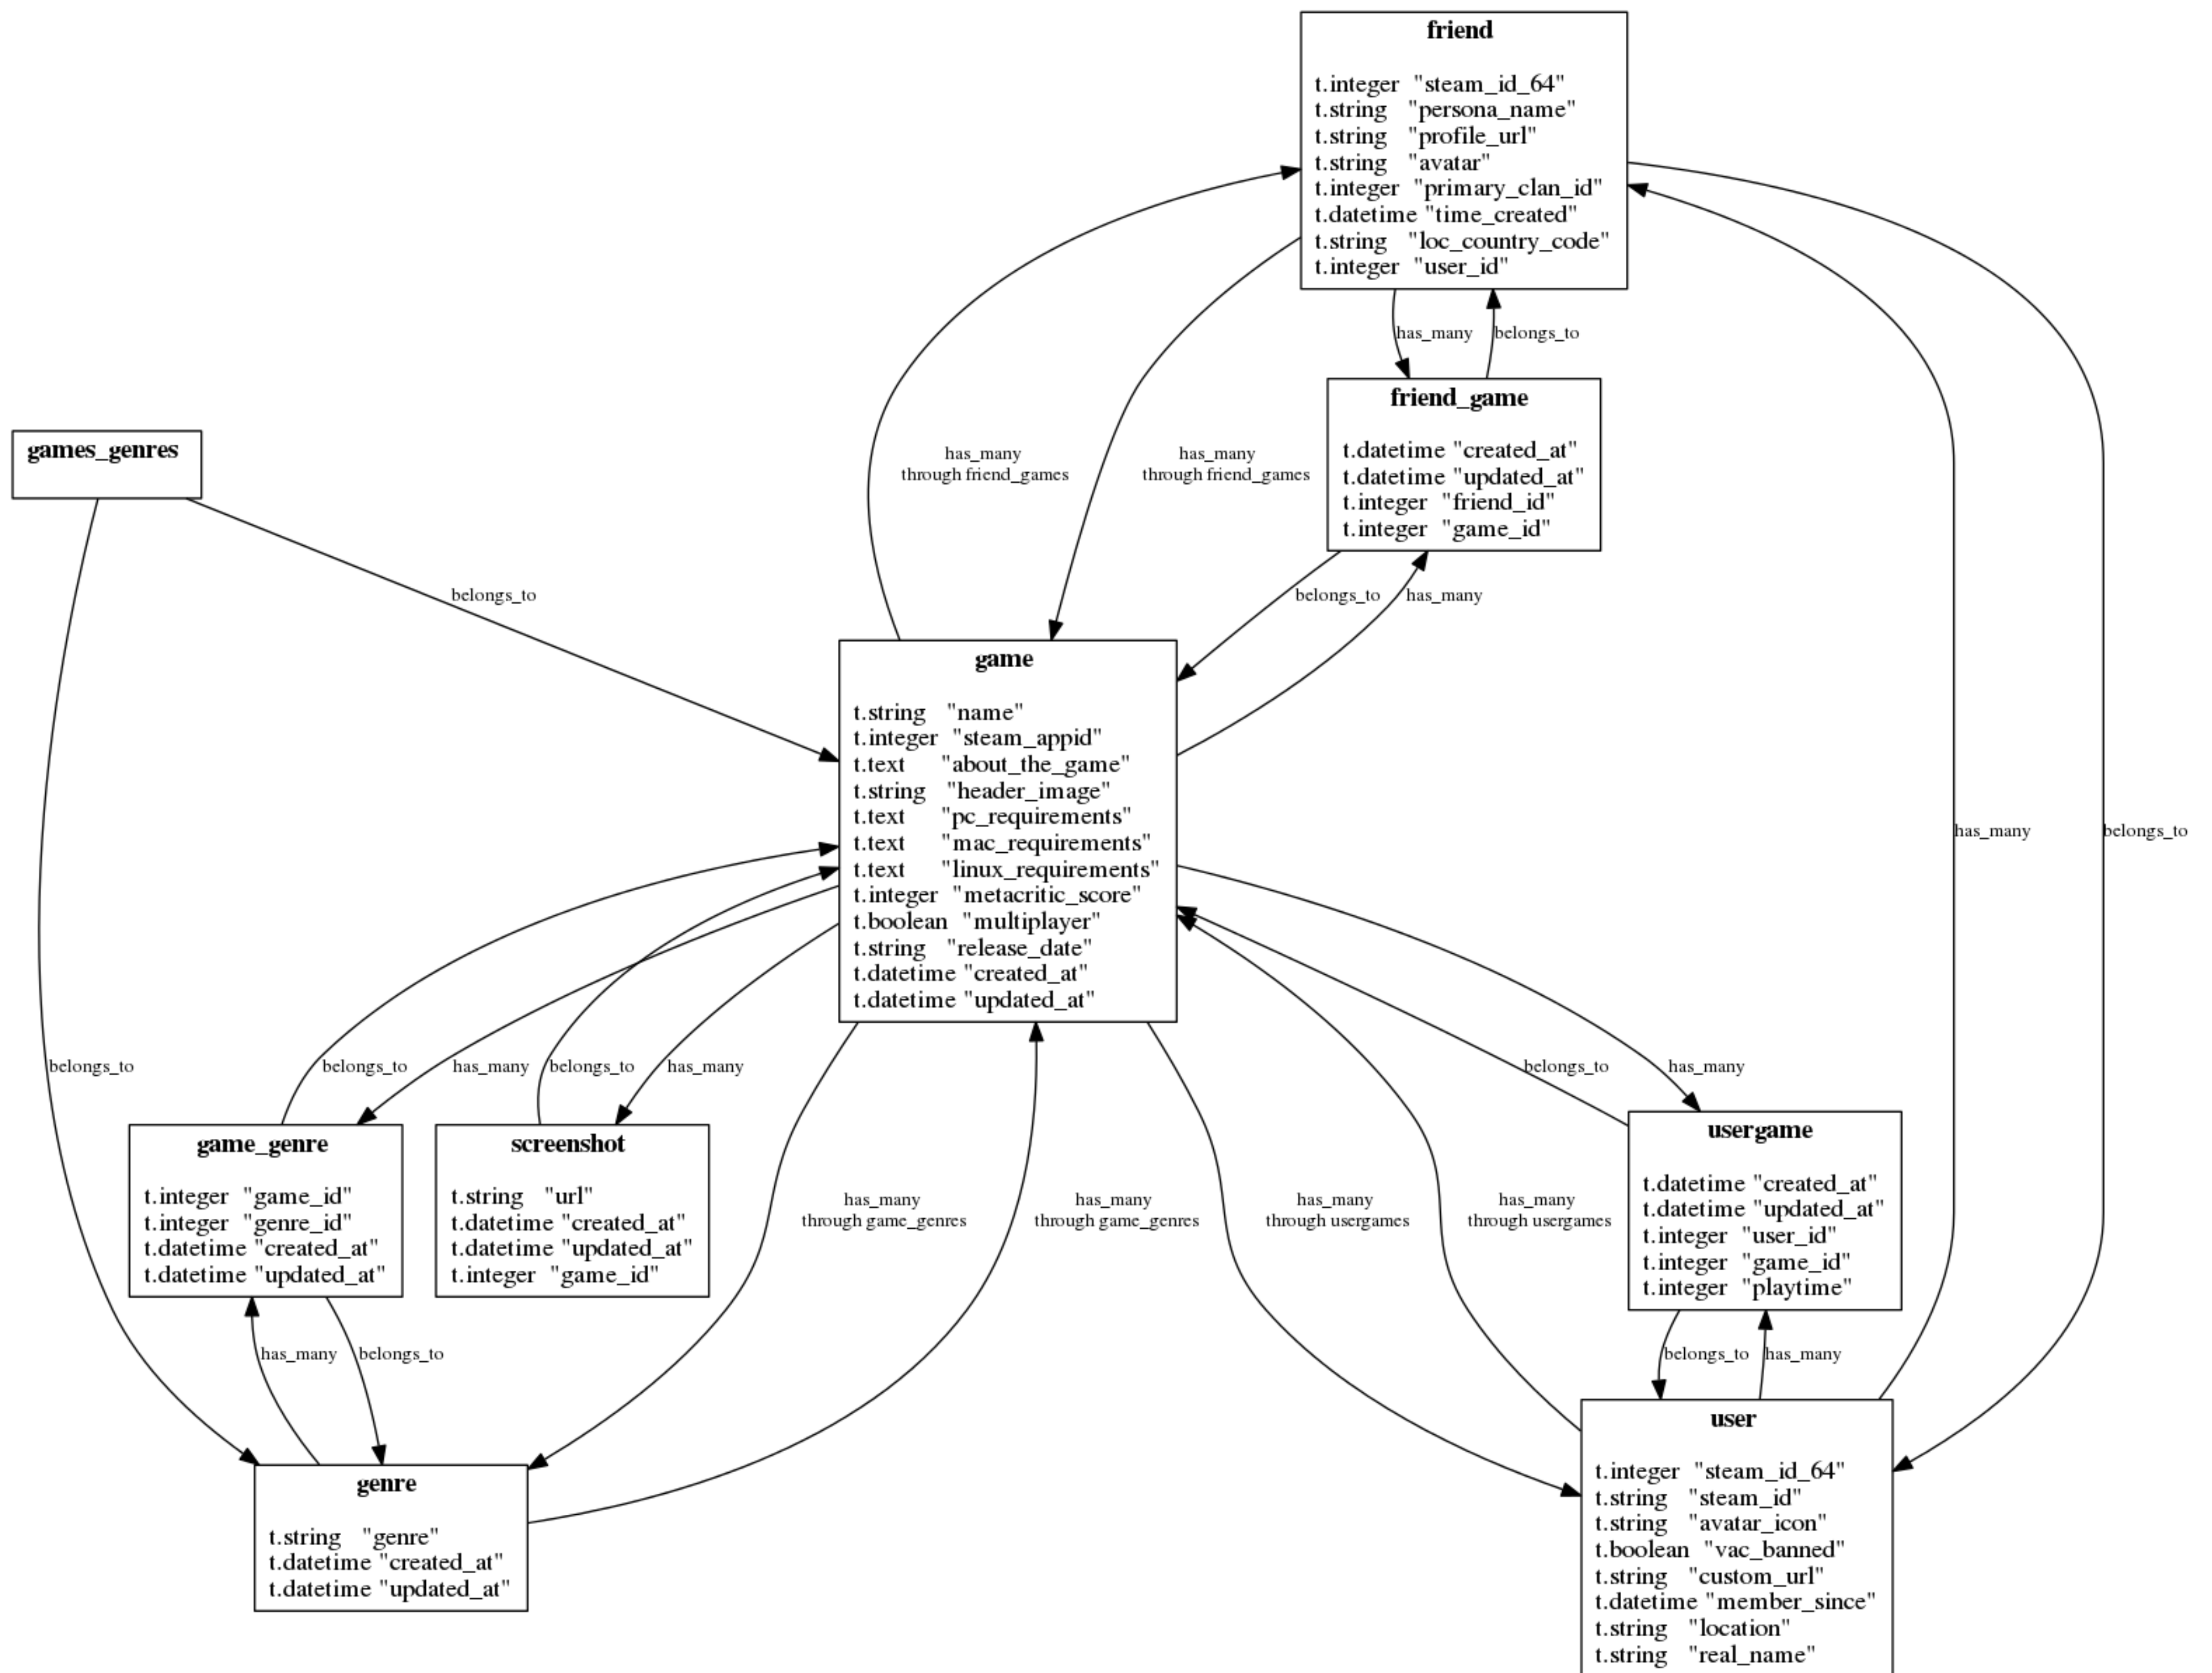 friend
t.integer "steam_id_64"
t.string "persona_name"
t.string "profile_url"
t.string "avatar"
t.integer "primary_clan_id"
t.datetime "time_created"
t.string "loc_country_code"
t.integer "user_id"
has_many
belongs_to
friend_game
t.datetime "created_at"
t.datetime "updated_at"
t.integer "friend_id"
t.integer "game_id"
games_genres
has_many
through friend_games
has_many
through friend_games
belongs_to
belongs_to
has_many
game
t.string "name"
t.integer "steam_appid"
t.text "about_the_game"
t.string "header_image"
t.text "pc_requirements"
t.text "mac_requirements"
t.text "linux_requirements"
t.integer "metacritic_score"
t.boolean "multiplayer"
t.string "release_date"
t.datetime "created_at"
t.datetime "updated_at"
has_many
belongs_to
belongs_to
belongs_to
has_many
belongs_to
has_many
belongs_to
has_many
game_genre
t.integer "game_id"
t.integer "genre_id"
t.datetime "created_at"
t.datetime "updated_at"
screenshot
t.string "url"
t.datetime "created_at"
t.datetime "updated_at"
t.integer "game_id"
has_many
through game_genres
has_many
through game_genres
has_many
through usergames
has_many
through usergames
usergame
t.datetime "created_at"
t.datetime "updated_at"
t.integer "user_id"
t.integer "game_id"
t.integer "playtime"
has_many
belongs_to
belongs_to
has_many
genre
t.string "genre"
t.datetime "created_at"
t.datetime "updated_at"
user
t.integer "steam_id_64"
t.string "steam_id"
t.string "avatar_icon"
t.boolean "vac_banned"
t.string "custom_url"
t.datetime "member_since"
t.string "location"
t.string "real_name"